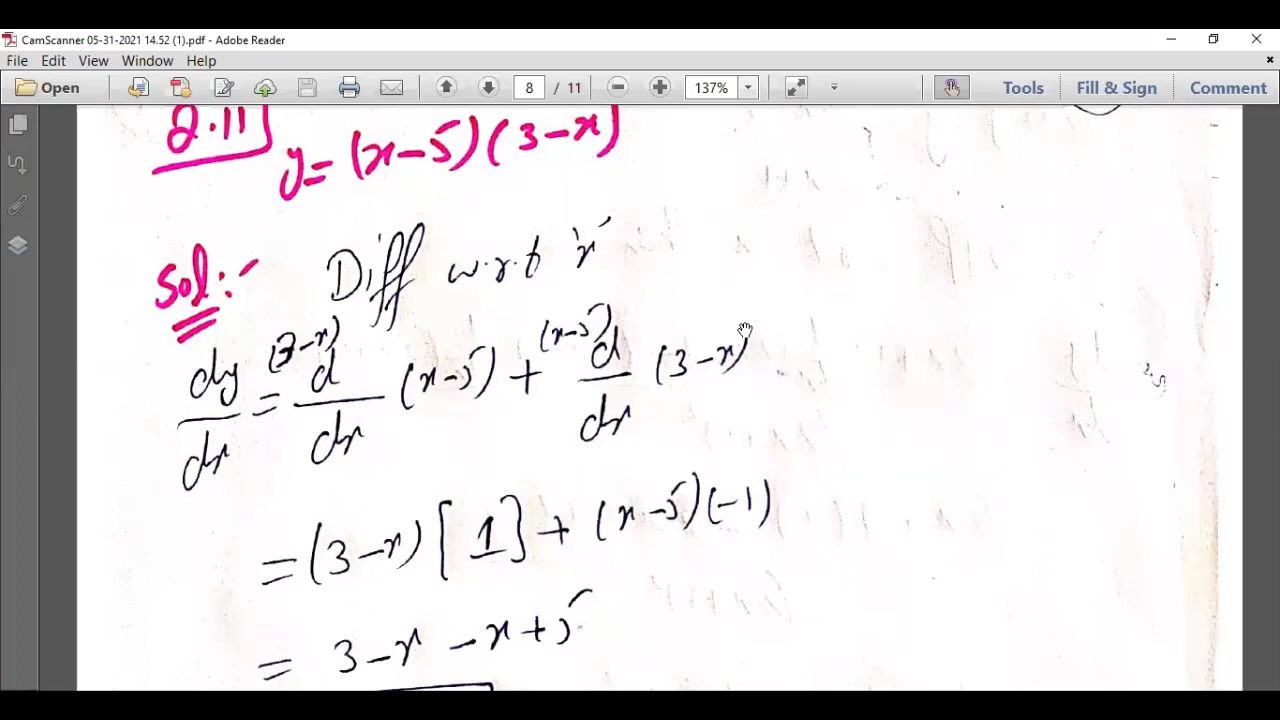 CamScanner 05-31-2021 14.52 (1).pdf - Adobe Reader
File Edit View Window Help
Open 8 / 11 137% Tools Fill & Sign Comment
2.11
y = (x-5)(3-x)
Sol:- Diff w.r.t 'x'
dy/dx = (3-x) d/dx (x-5) + (x-5) d/dx (3-x)
= (3-x) [1] + (x-5)(-1)
= 3-x -x+5